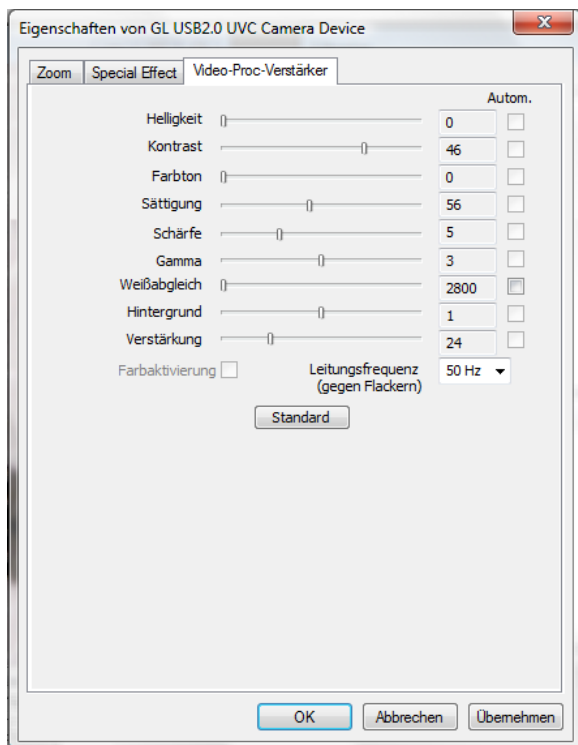 Eigenschaften von GL USB2.0 UVC Camera Device
x
Zoom Special Effect Video-Proc-Verstärker
Autom.
Helligkeit 0
Kontrast 46
Farbton 0
Sättigung 56
Schärfe 5
Gamma 3
Weißabgleich 2800
Hintergrund 1
Verstärkung 24
Farbaktivierung Leitungsfrequenz 50 Hz
(gegen Flackern)
Standard
OK Abbrechen Übernehmen